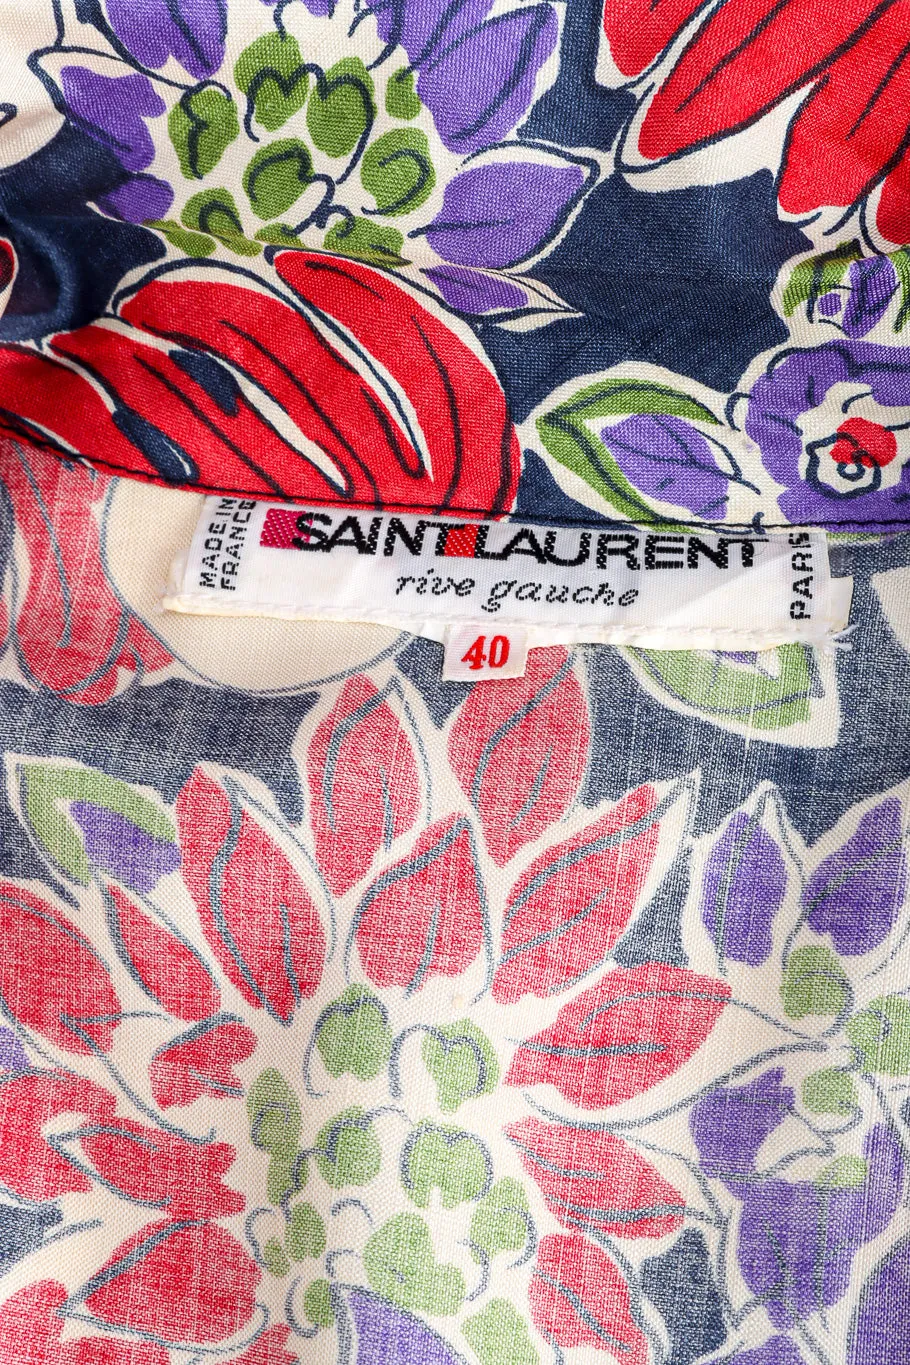 MADE IN
FRANCE
SAINT LAURENT
rive gauche
PARIS
40